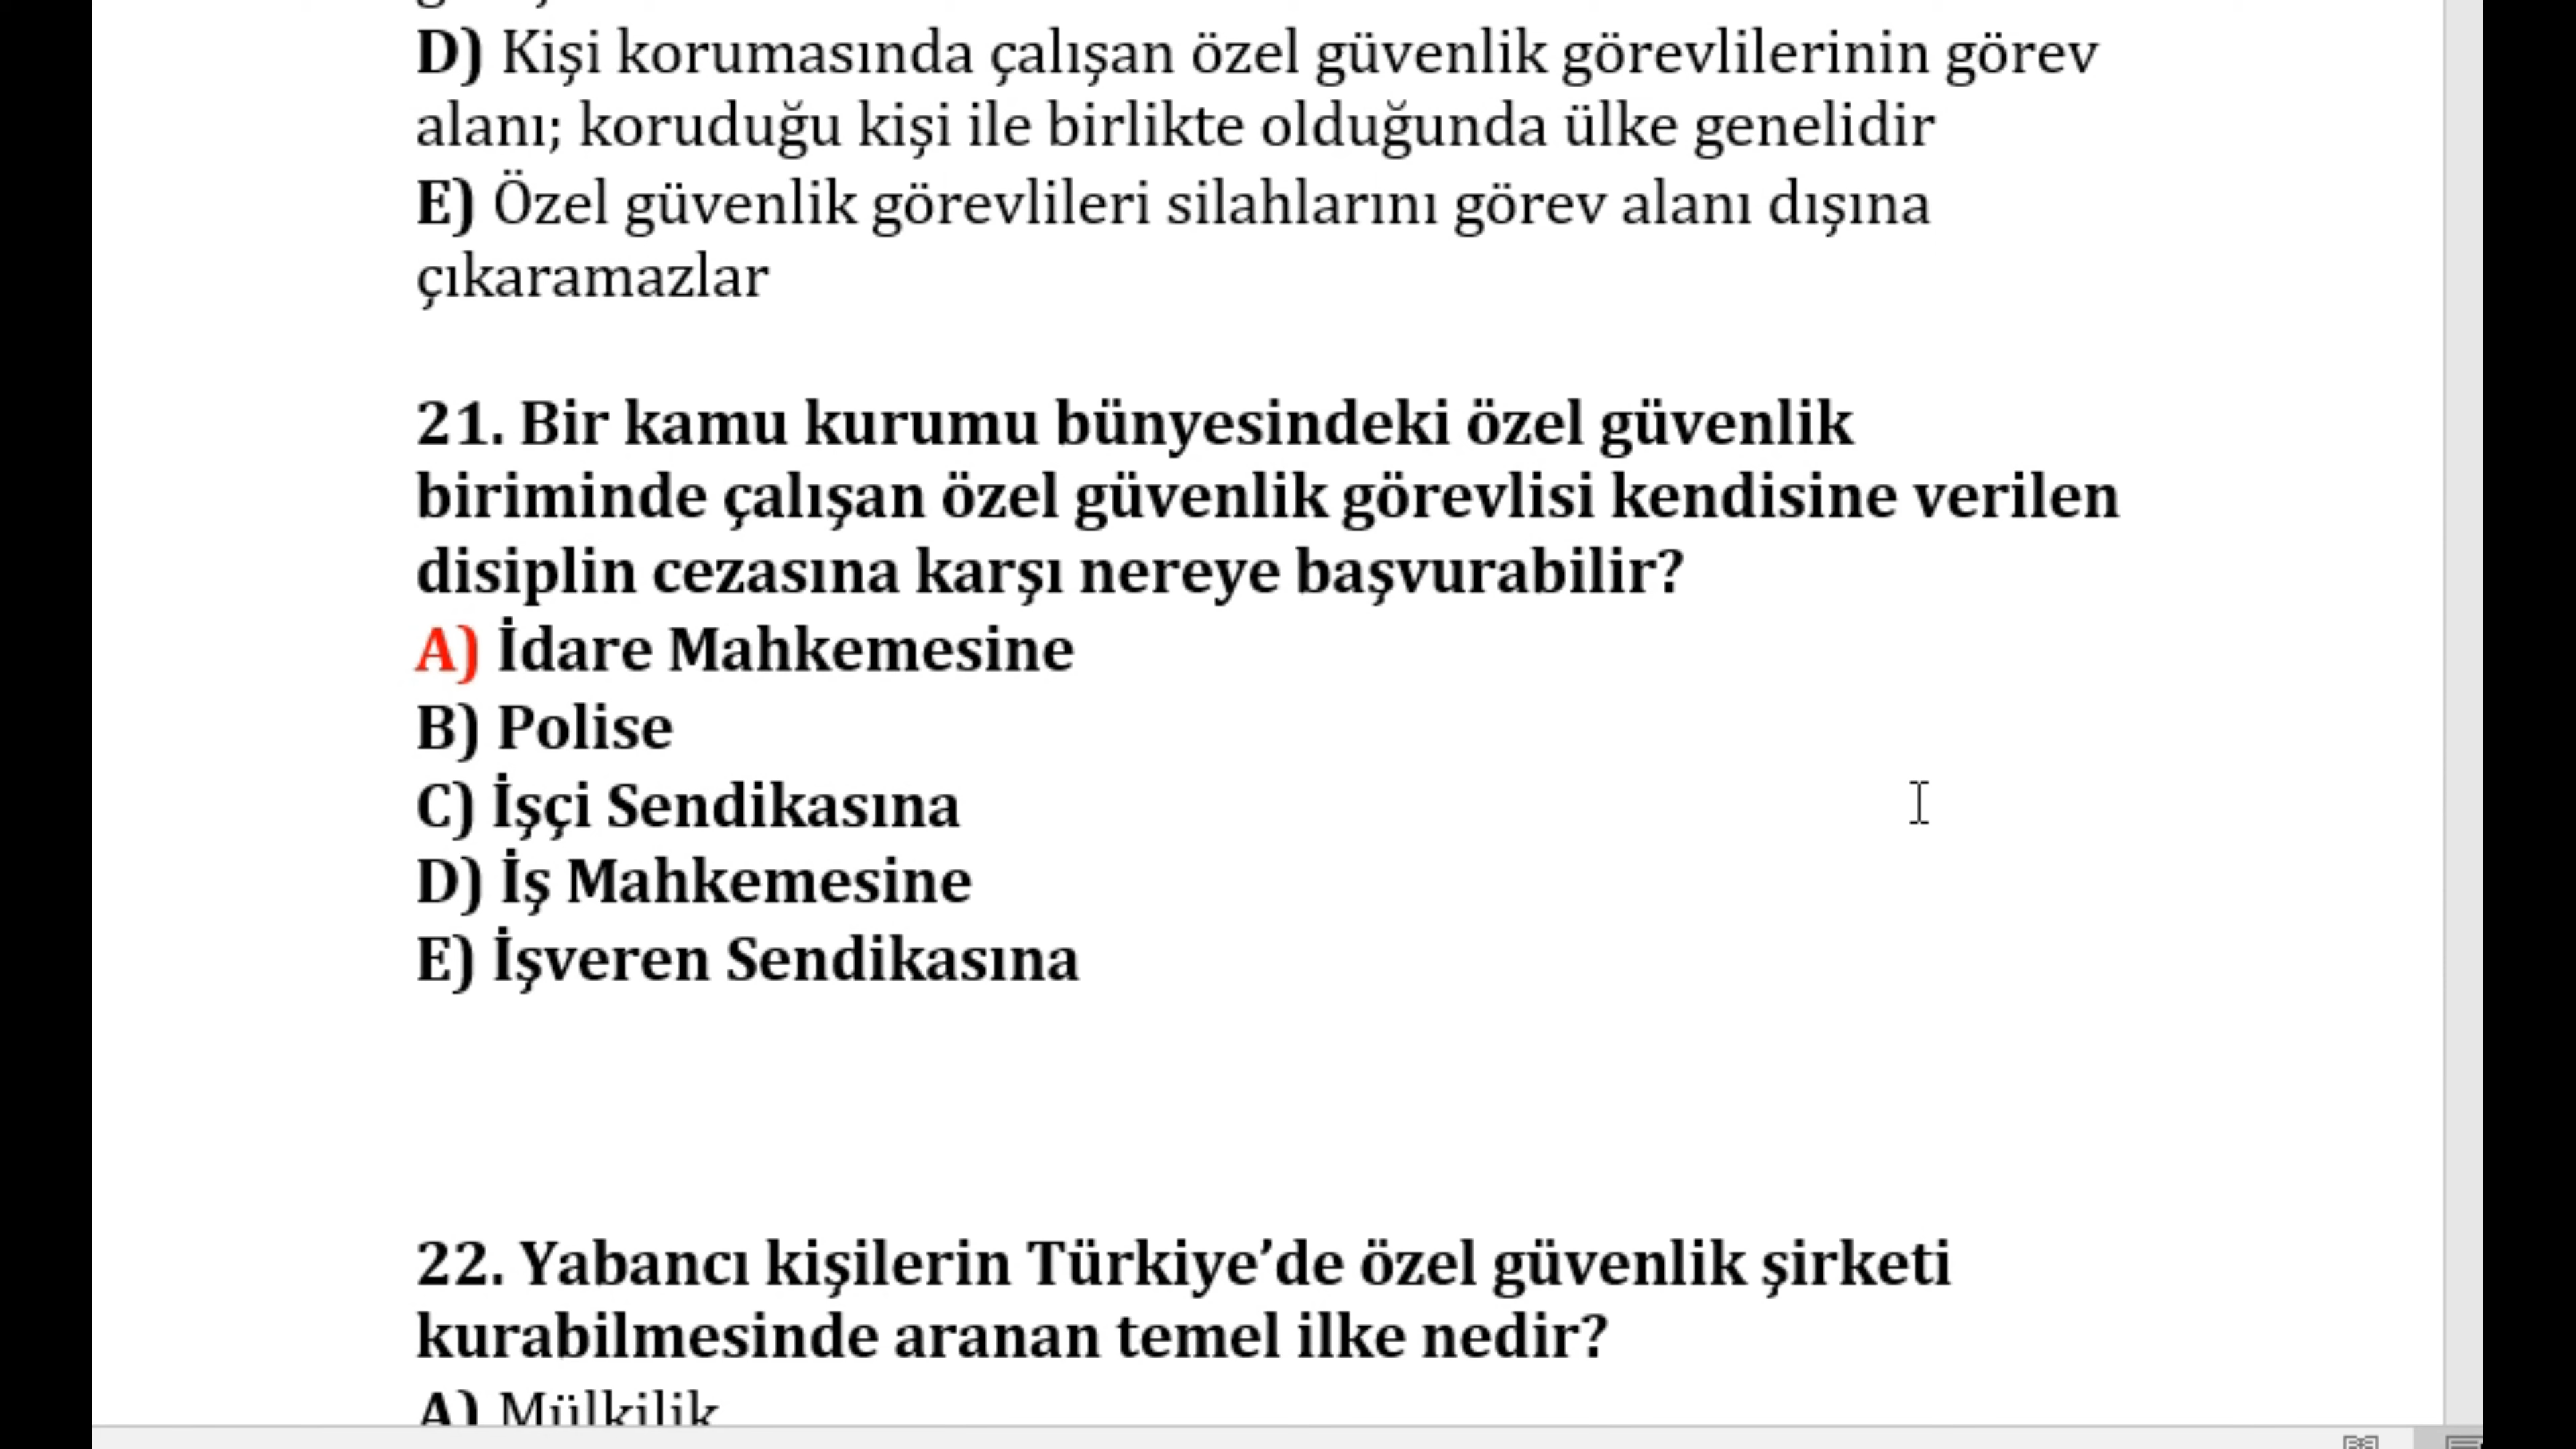 D) Kişi korumasında çalışan özel güvenlik görevlilerinin görev
alanı; koruduğu kişi ile birlikte olduğunda ülke genelidir
E) Özel güvenlik görevlileri silahlarını görev alanı dışına
çıkaramazlar
21. Bir kamu kurumu bünyesindeki özel güvenlik
biriminde çalışan özel güvenlik görevlisi kendisine verilen
disiplin cezasına karşı nereye başvurabilir?
A) İdare Mahkemesine
B) Polise
C) İşçi Sendikasına
D) İş Mahkemesine
E) İşveren Sendikasına
22. Yabancı kişilerin Türkiye’de özel güvenlik şirketi
kurabilmesinde aranan temel ilke nedir?
A) Mülkilik